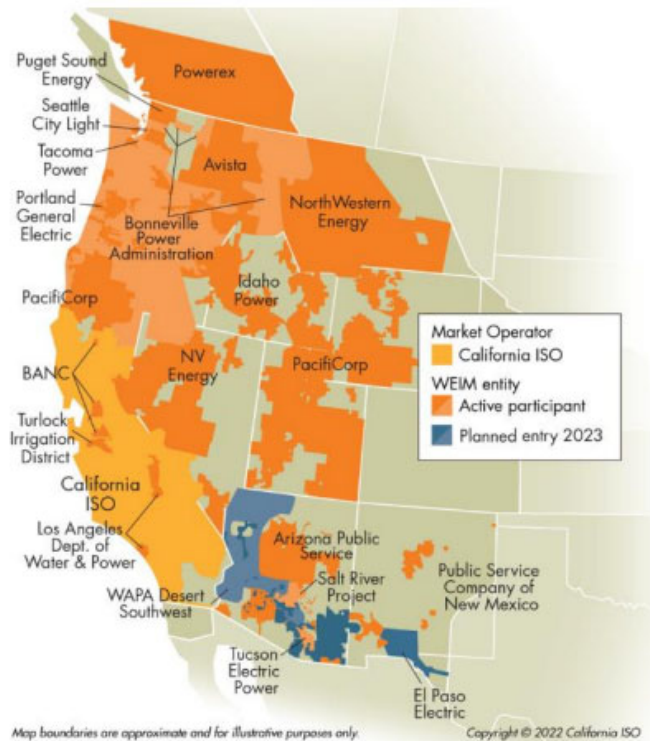 Powerex
Puget Sound
Energy
Seattle
City Light
Tacoma
Power
Avista
NorthWestern
Energy
Portland
General
Electric
Bonneville
Power
Administration
Idaho
Power
PacifiCorp
NV
Energy
PacifiCorp
BANC
Turlock
Irrigation
District
California
ISO
Los Angeles
Dept. of
Water & Power
Market Operator
California ISO
WEIM entity
Active participant
Planned entry 2023
Arizona Public
Service
Salt River
Project
Public Service
Company of
New Mexico
WAPA Desert
Southwest
Tucson
Electric
Power
El Paso
Electric
Map boundaries are approximate and for illustrative purposes only.
Copyright © 2022 California ISO